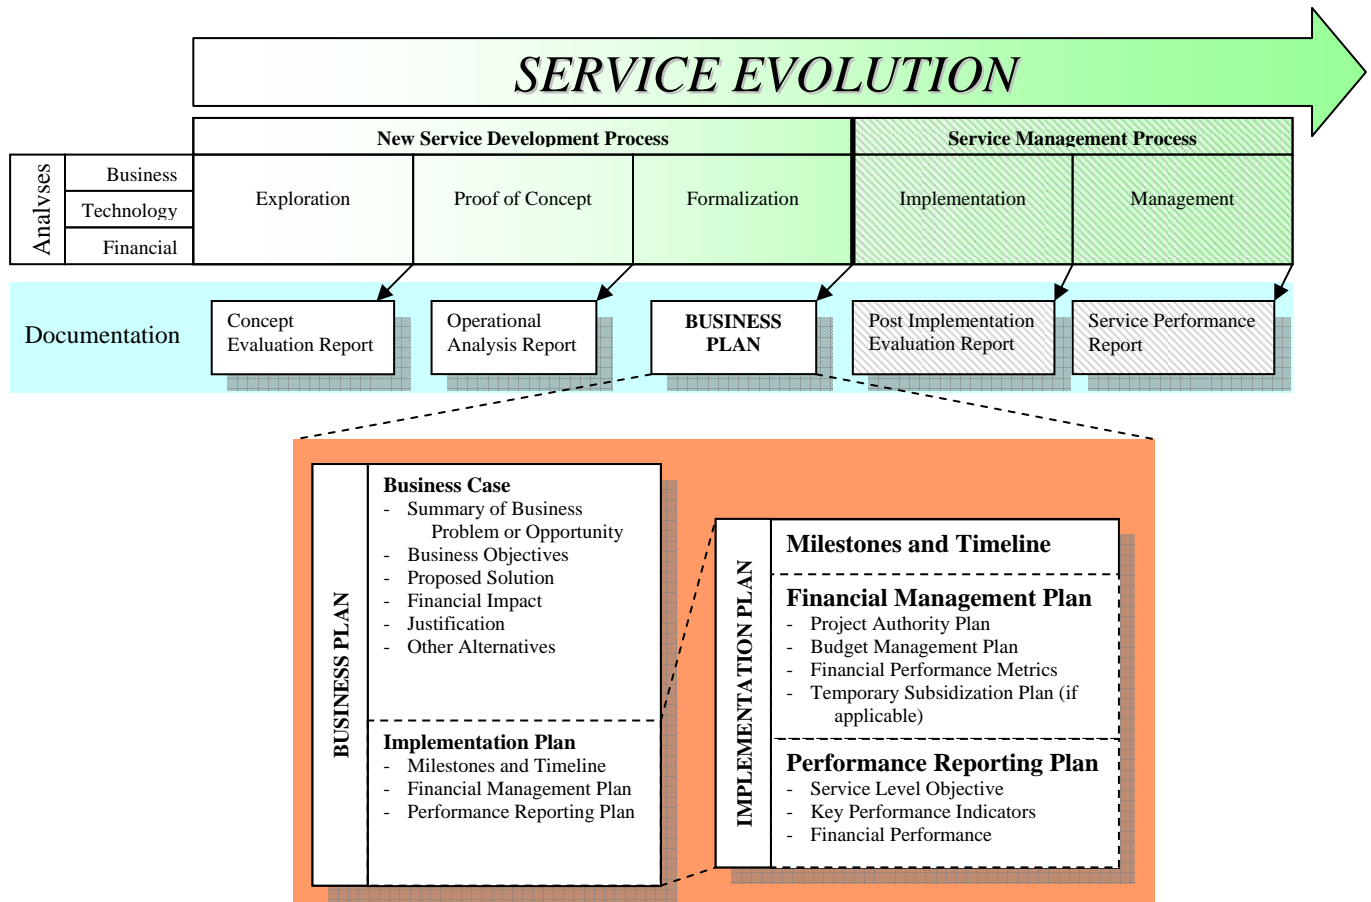 SERVICE EVOLUTION
New Service Development Process
Service Management Process
Analyses
Business
Technology
Financial
Exploration
Proof of Concept
Formalization
Implementation
Management
Documentation
Concept
Evaluation Report
Operational
Analysis Report
BUSINESS
PLAN
Post Implementation
Evaluation Report
Service Performance
Report
BUSINESS PLAN
Business Case
- Summary of Business
Problem or Opportunity
- Business Objectives
- Proposed Solution
- Financial Impact
- Justification
- Other Alternatives
Implementation Plan
- Milestones and Timeline
- Financial Management Plan
- Performance Reporting Plan
IMPLEMENTATION PLAN
Milestones and Timeline
Financial Management Plan
- Project Authority Plan
- Budget Management Plan
- Financial Performance Metrics
- Temporary Subsidization Plan (if
applicable)
Performance Reporting Plan
- Service Level Objective
- Key Performance Indicators
- Financial Performance